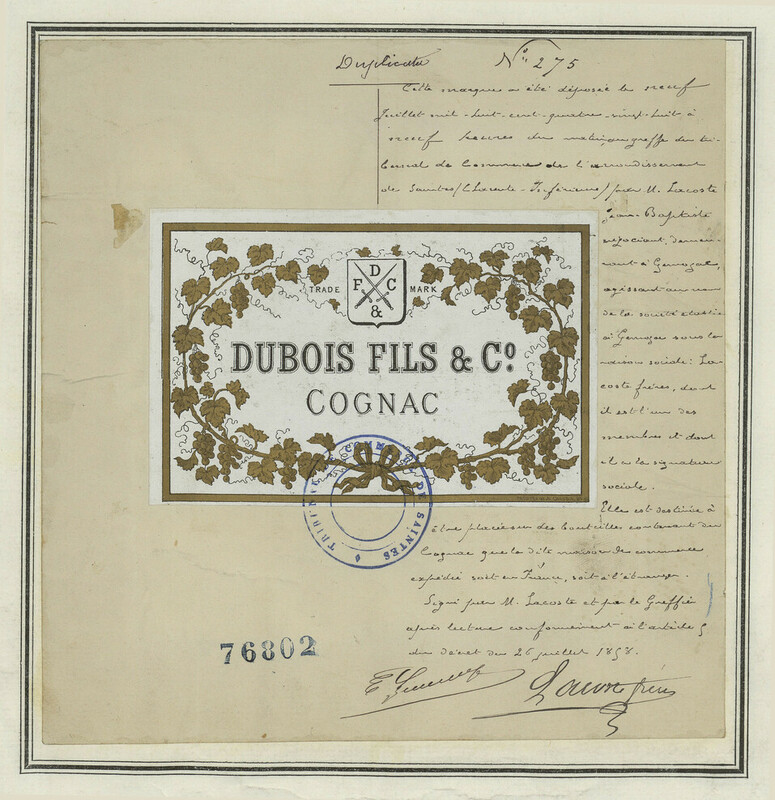 Duplicata
N° 275
Cette marque a été déposée le neuf
Juillet mil-huit-cent-quatre-vingt-huit à
neuf heures du matin au greffe du tri-
bunal de Commerce de l'arrondissement
de Saintes (Charente-Inférieure) par M. Lacoste
Jean-Baptiste
négociant, demeu-
rant à Gemozac,
agissant au nom
de la société établie
à Gemozac sous la
raison sociale: La-
coste frères, dont
il est l'un des
membres et dont
il a la signature
sociale.
TRADE MARK
F D C &
DUBOIS FILS & Cº.
COGNAC
TRIBUNAL DE COMMERCE DE SAINTES
Elle est destinée à
être placée sur des bouteilles contenant du
Cognac que la dite maison de commerce
expédie soit en France, soit à l'étranger.
Signé par M. Lacoste et par le Greffier
après lecture conformément à l'article 5
du décret du 26 juillet 1858.
76802
Lacoste frères